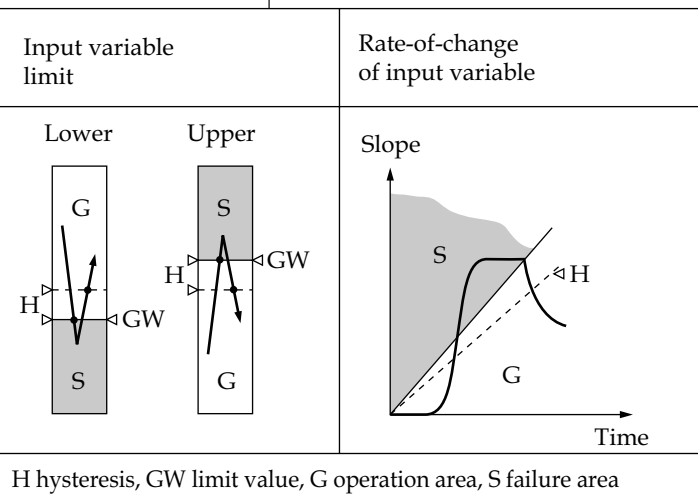 Input variable
limit
Rate-of-change
of input variable
Lower
Upper
G
S
H
GW
S
S
H
GW
G
Slope
S
H
G
Time
H hysteresis, GW limit value, G operation area, S failure area